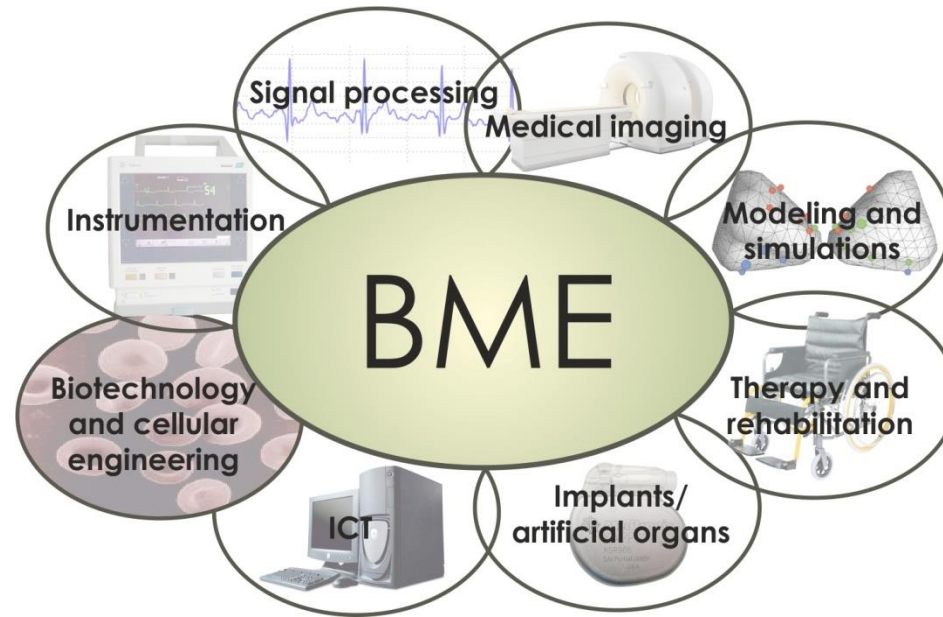 Signal processing
Medical imaging
Instrumentation
Modeling and
simulations
BME
Biotechnology
and cellular
engineering
Therapy and
rehabilitation
ICT
Implants/
artificial organs
54